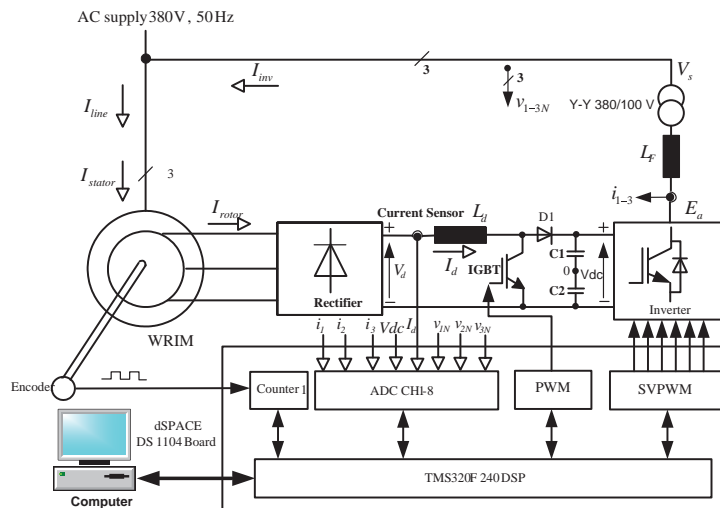 AC supply 380V, 50Hz
3
3
I_inv
V_s
I_line
v_1-3N
Y-Y 380/100 V
I_stator
3
L_F
I_rotor
i_1-3
E_a
Current Sensor
L_d
D1
+
+
I_d
IGBT
C1
V_d
0
Vdc
Rectifier
C2
−
−
Inverter
WRIM
i_1
i_2
i_3
Vdc
I_d
v_1N
v_2N
v_3N
Encoder
Counter 1
ADC CH1-8
PWM
SVPWM
dSPACE
DS 1104 Board
TMS320F 240 DSP
Computer